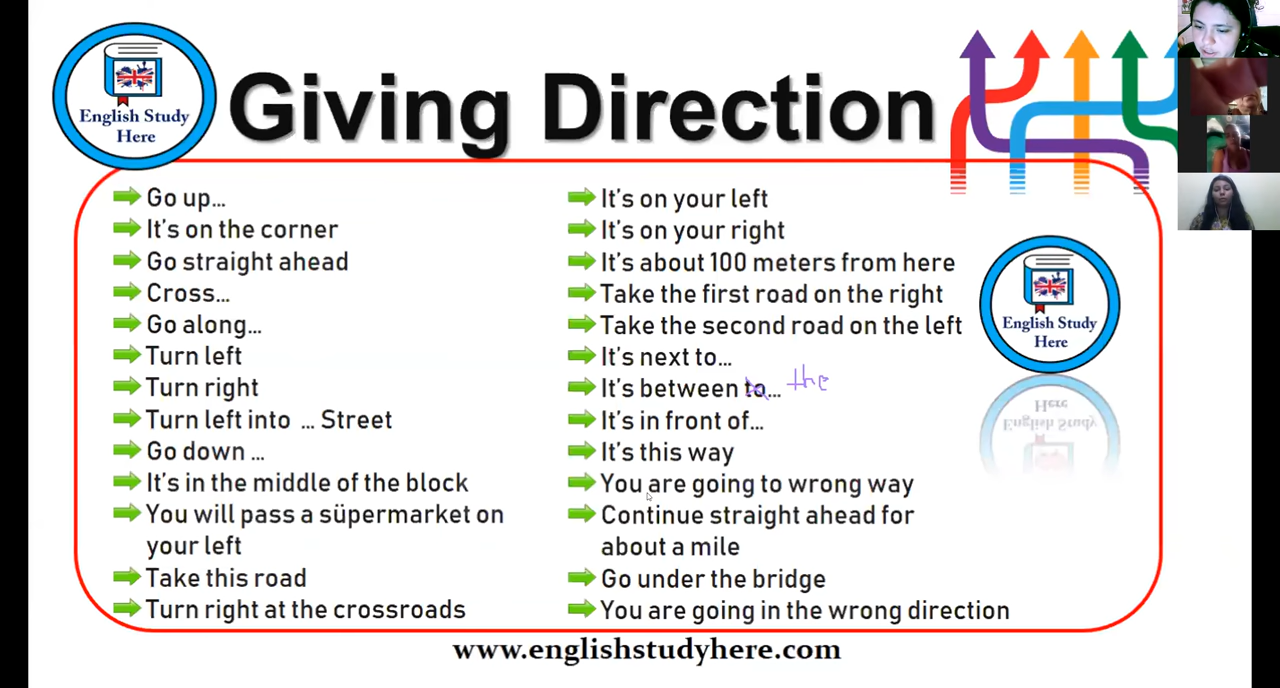 English Study
Here
Giving Direction
Go up...
It's on the corner
Go straight ahead
Cross...
Go along...
Turn left
Turn right
Turn left into ... Street
Go down ...
It's in the middle of the block
You will pass a süpermarket on
your left
Take this road
Turn right at the crossroads
It's on your left
It's on your right
It's about 100 meters from here
Take the first road on the right
Take the second road on the left
It's next to...
It's between to... the
It's in front of...
It's this way
You are going to wrong way
Continue straight ahead for
about a mile
Go under the bridge
You are going in the wrong direction
English Study
Here
Here
English Study
www.englishstudyhere.com